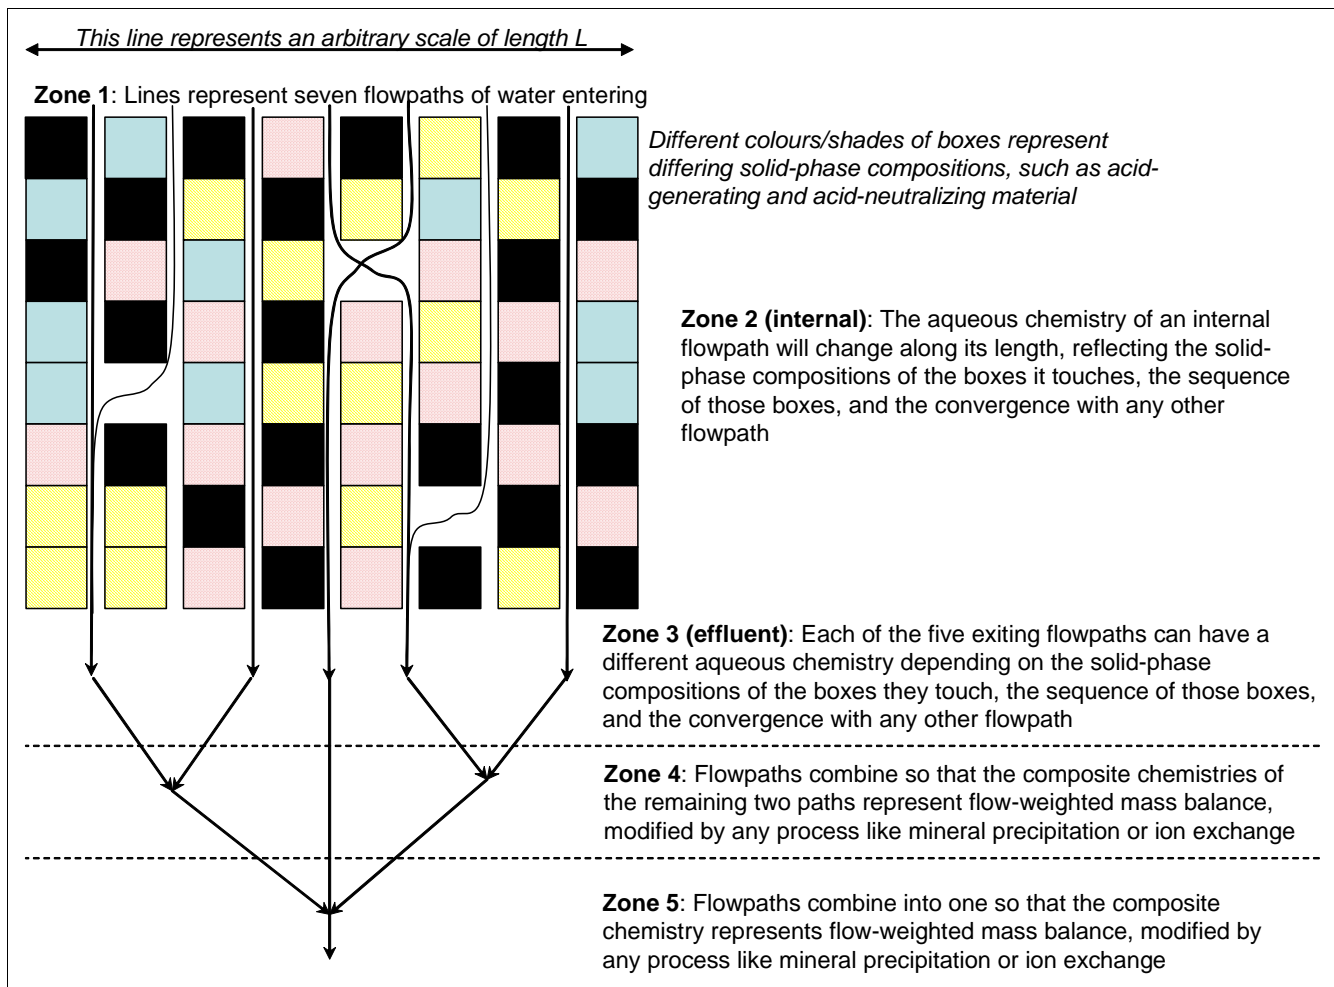 This line represents an arbitrary scale of length L
Zone 1: Lines represent seven flowpaths of water entering
Different colours/shades of boxes represent
differing solid-phase compositions, such as acid-
generating and acid-neutralizing material
Zone 2 (internal): The aqueous chemistry of an internal
flowpath will change along its length, reflecting the solid-
phase compositions of the boxes it touches, the sequence
of those boxes, and the convergence with any other
flowpath
Zone 3 (effluent): Each of the five exiting flowpaths can have a
different aqueous chemistry depending on the solid-phase
compositions of the boxes they touch, the sequence of those boxes,
and the convergence with any other flowpath
Zone 4: Flowpaths combine so that the composite chemistries of
the remaining two paths represent flow-weighted mass balance,
modified by any process like mineral precipitation or ion exchange
Zone 5: Flowpaths combine into one so that the composite
chemistry represents flow-weighted mass balance, modified by
any process like mineral precipitation or ion exchange